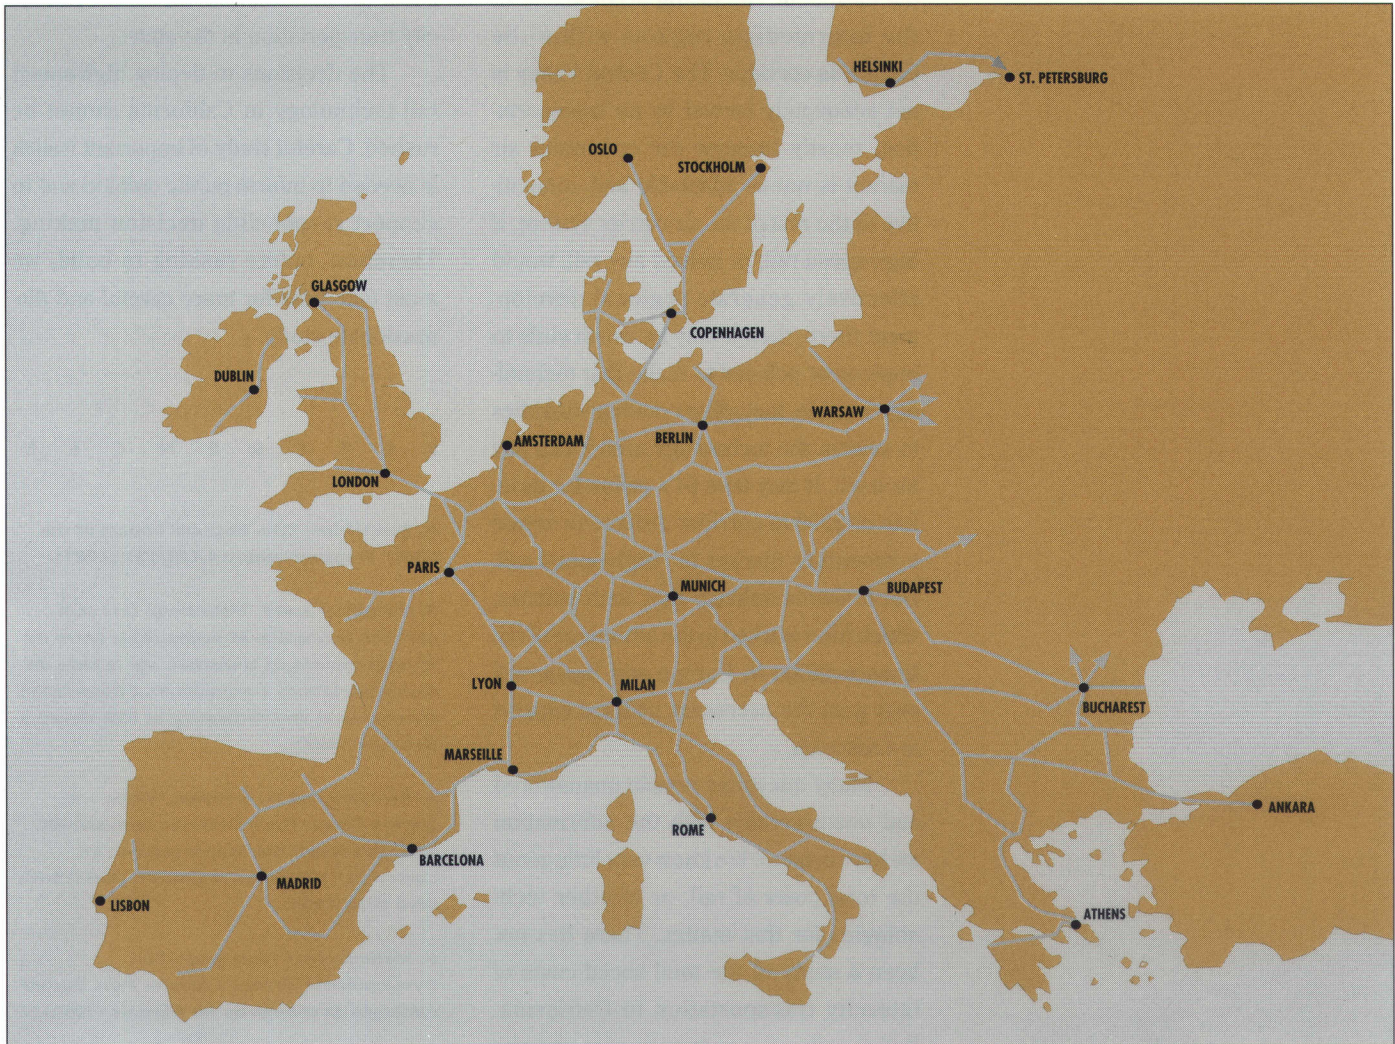 HELSINKI
ST. PETERSBURG
OSLO
STOCKHOLM
GLASGOW
COPENHAGEN
DUBLIN
WARSAW
BERLIN
AMSTERDAM
LONDON
PARIS
MUNICH
BUDAPEST
LYON
MILAN
BUCHAREST
MARSEILLE
ANKARA
ROME
BARCELONA
MADRID
LISBON
ATHENS